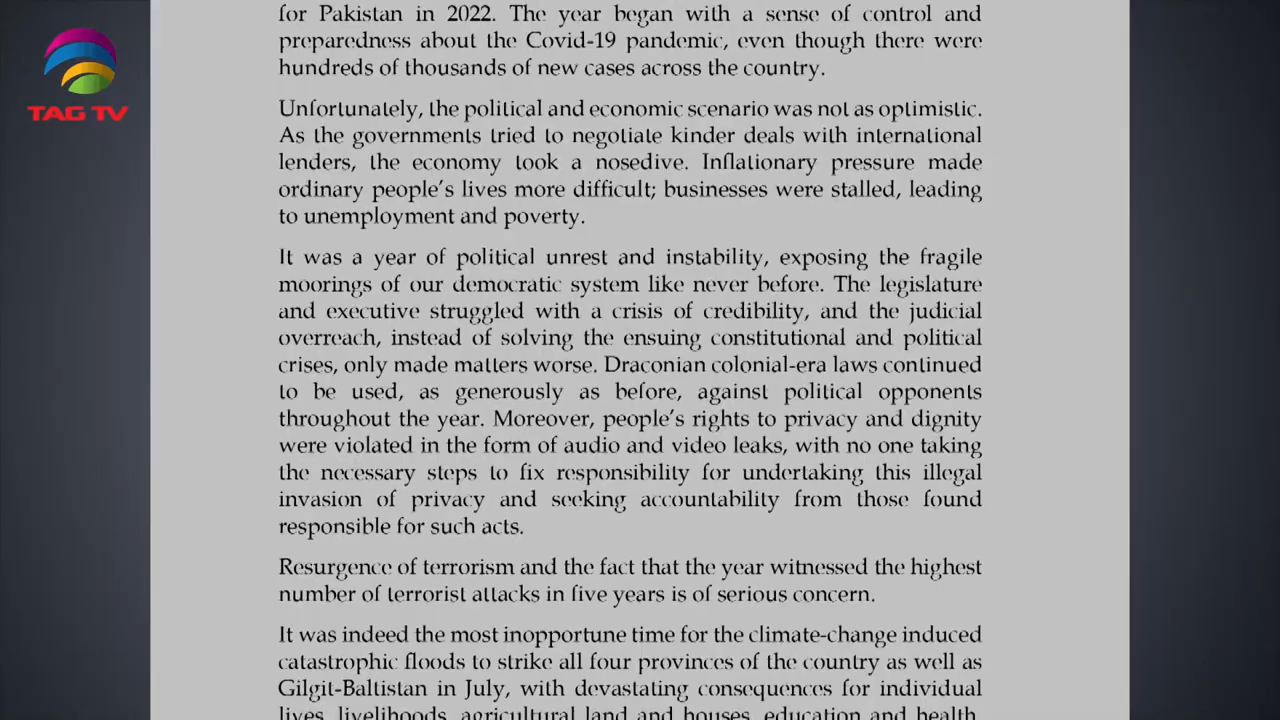 TAG TV
for Pakistan in 2022. The year began with a sense of control and
preparedness about the Covid-19 pandemic, even though there were
hundreds of thousands of new cases across the country.
Unfortunately, the political and economic scenario was not as optimistic.
As the governments tried to negotiate kinder deals with international
lenders, the economy took a nosedive. Inflationary pressure made
ordinary people's lives more difficult; businesses were stalled, leading
to unemployment and poverty.
It was a year of political unrest and instability, exposing the fragile
moorings of our democratic system like never before. The legislature
and executive struggled with a crisis of credibility, and the judicial
overreach, instead of solving the ensuing constitutional and political
crises, only made matters worse. Draconian colonial-era laws continued
to be used, as generously as before, against political opponents
throughout the year. Moreover, people's rights to privacy and dignity
were violated in the form of audio and video leaks, with no one taking
the necessary steps to fix responsibility for undertaking this illegal
invasion of privacy and seeking accountability from those found
responsible for such acts.
Resurgence of terrorism and the fact that the year witnessed the highest
number of terrorist attacks in five years is of serious concern.
It was indeed the most inopportune time for the climate-change induced
catastrophic floods to strike all four provinces of the country as well as
Gilgit-Baltistan in July, with devastating consequences for individual
lives, livelihoods, agricultural land and houses, education and health,